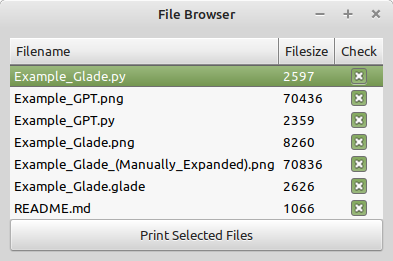 File Browser
Filename Filesize Check
Example_Glade.py 2597
Example_GPT.png 70436
Example_GPT.py 2359
Example_Glade.png 8260
Example_Glade_(Manually_Expanded).png 70836
Example_Glade.glade 2626
README.md 1066
Print Selected Files